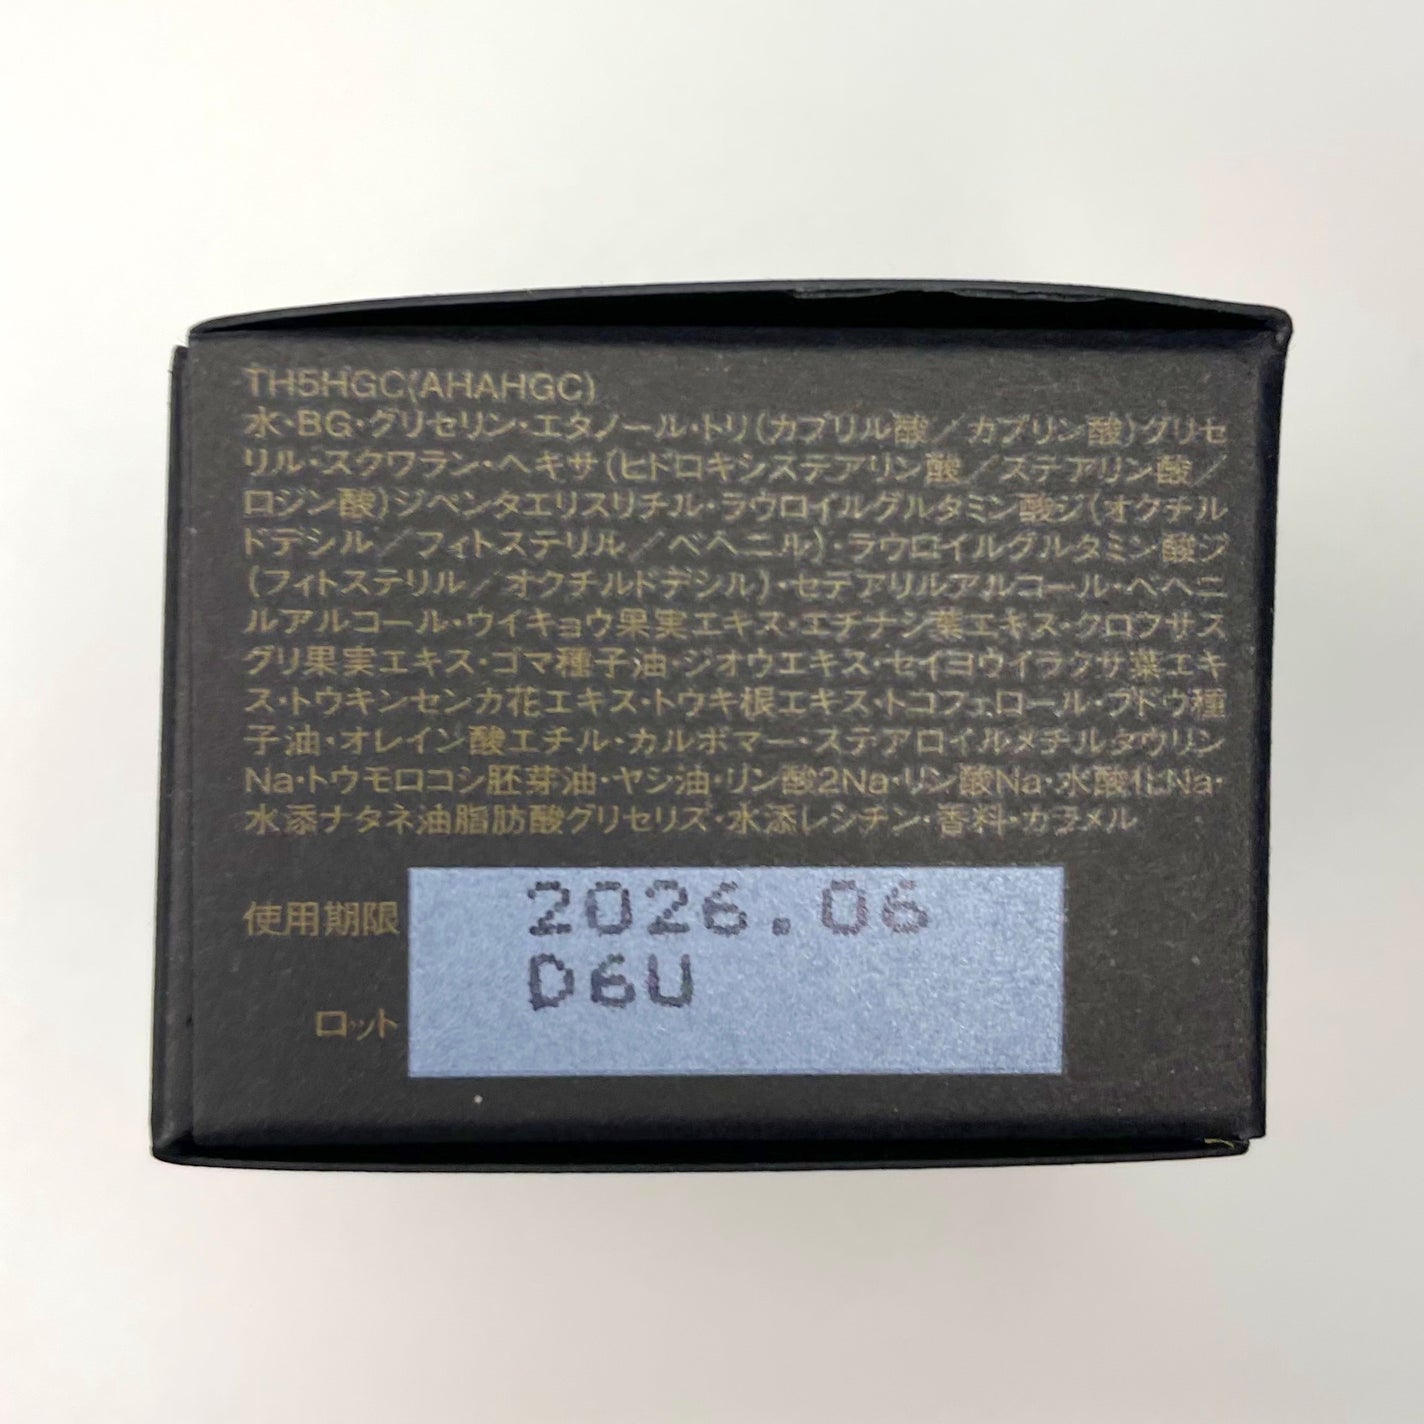 TH5HGC(AHAHGC)
水・BG・グリセリン・エタノール・トリ(カプリル酸／カプリン酸)グリセ
リル・スクワラン・ヘキサ(ヒドロキシステアリン酸／ステアリン酸／
ロジン酸)ジペンタエリスリチル・ラウロイルグルタミン酸ジ(オクチル
ドデシル／フィトステリル／ベヘニル)・ラウロイルグルタミン酸ジ
(フィトステリル／オクチルドデシル)・セテアリルアルコール・ベヘニ
ルアルコール・ウイキョウ果実エキス・エチナシ葉エキス・クロフサス
グリ果実エキス・ゴマ種子油・ジオウエキス・セイヨウイラクサ葉エキ
ス・トウキンセンカ花エキス・トウキ根エキス・トコフェロール・ブドウ種
子油・オレイン酸エチル・カルボマー・ステアロイルメチルタウリン
Na・トウモロコシ胚芽油・ヤシ油・リン酸2Na・リン酸Na・水酸化Na・
水添ナタネ油脂肪酸グリセリズ・水添レシチン・香料・カラメル
使用期限 2026.06
D6U
ロット